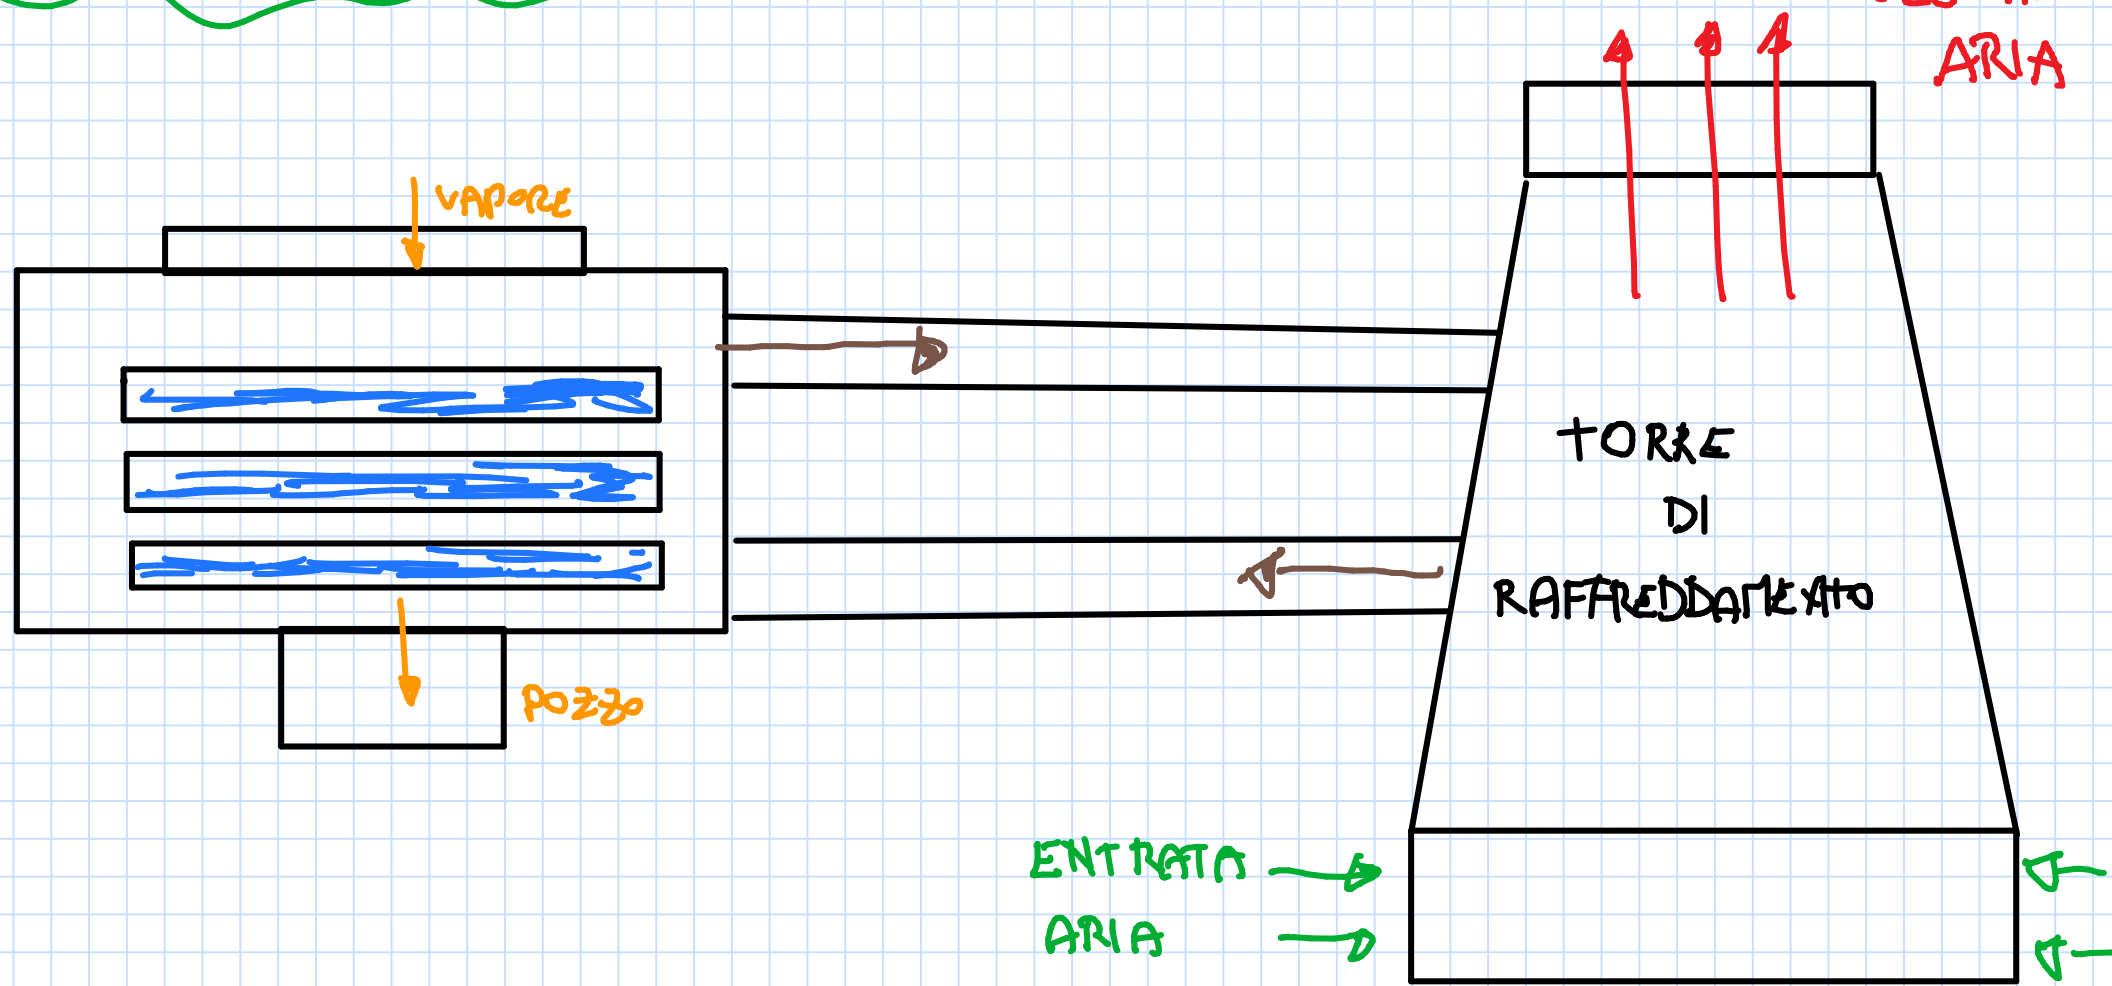 ARIA
VAPORE
TORRE
DI
RAFFREDDAMENTO
POZZO
ENTRATA
ARIA